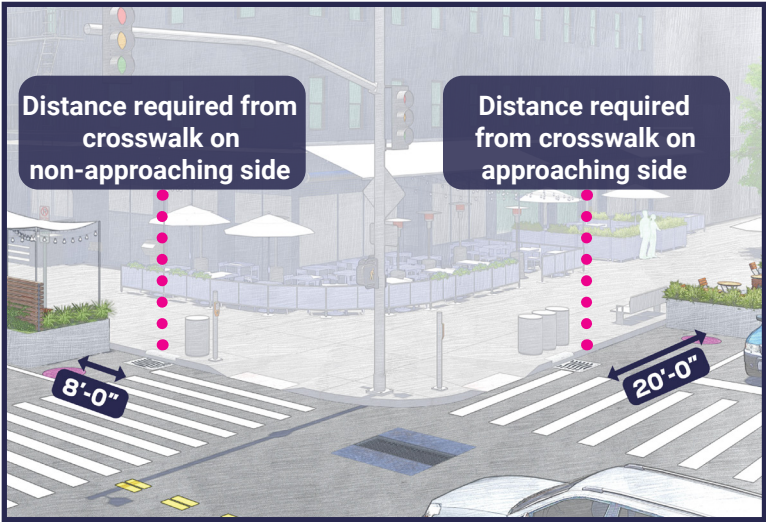 Distance required from
crosswalk on
non-approaching side
Distance required
from crosswalk on
approaching side
8'-0"
20'-0"